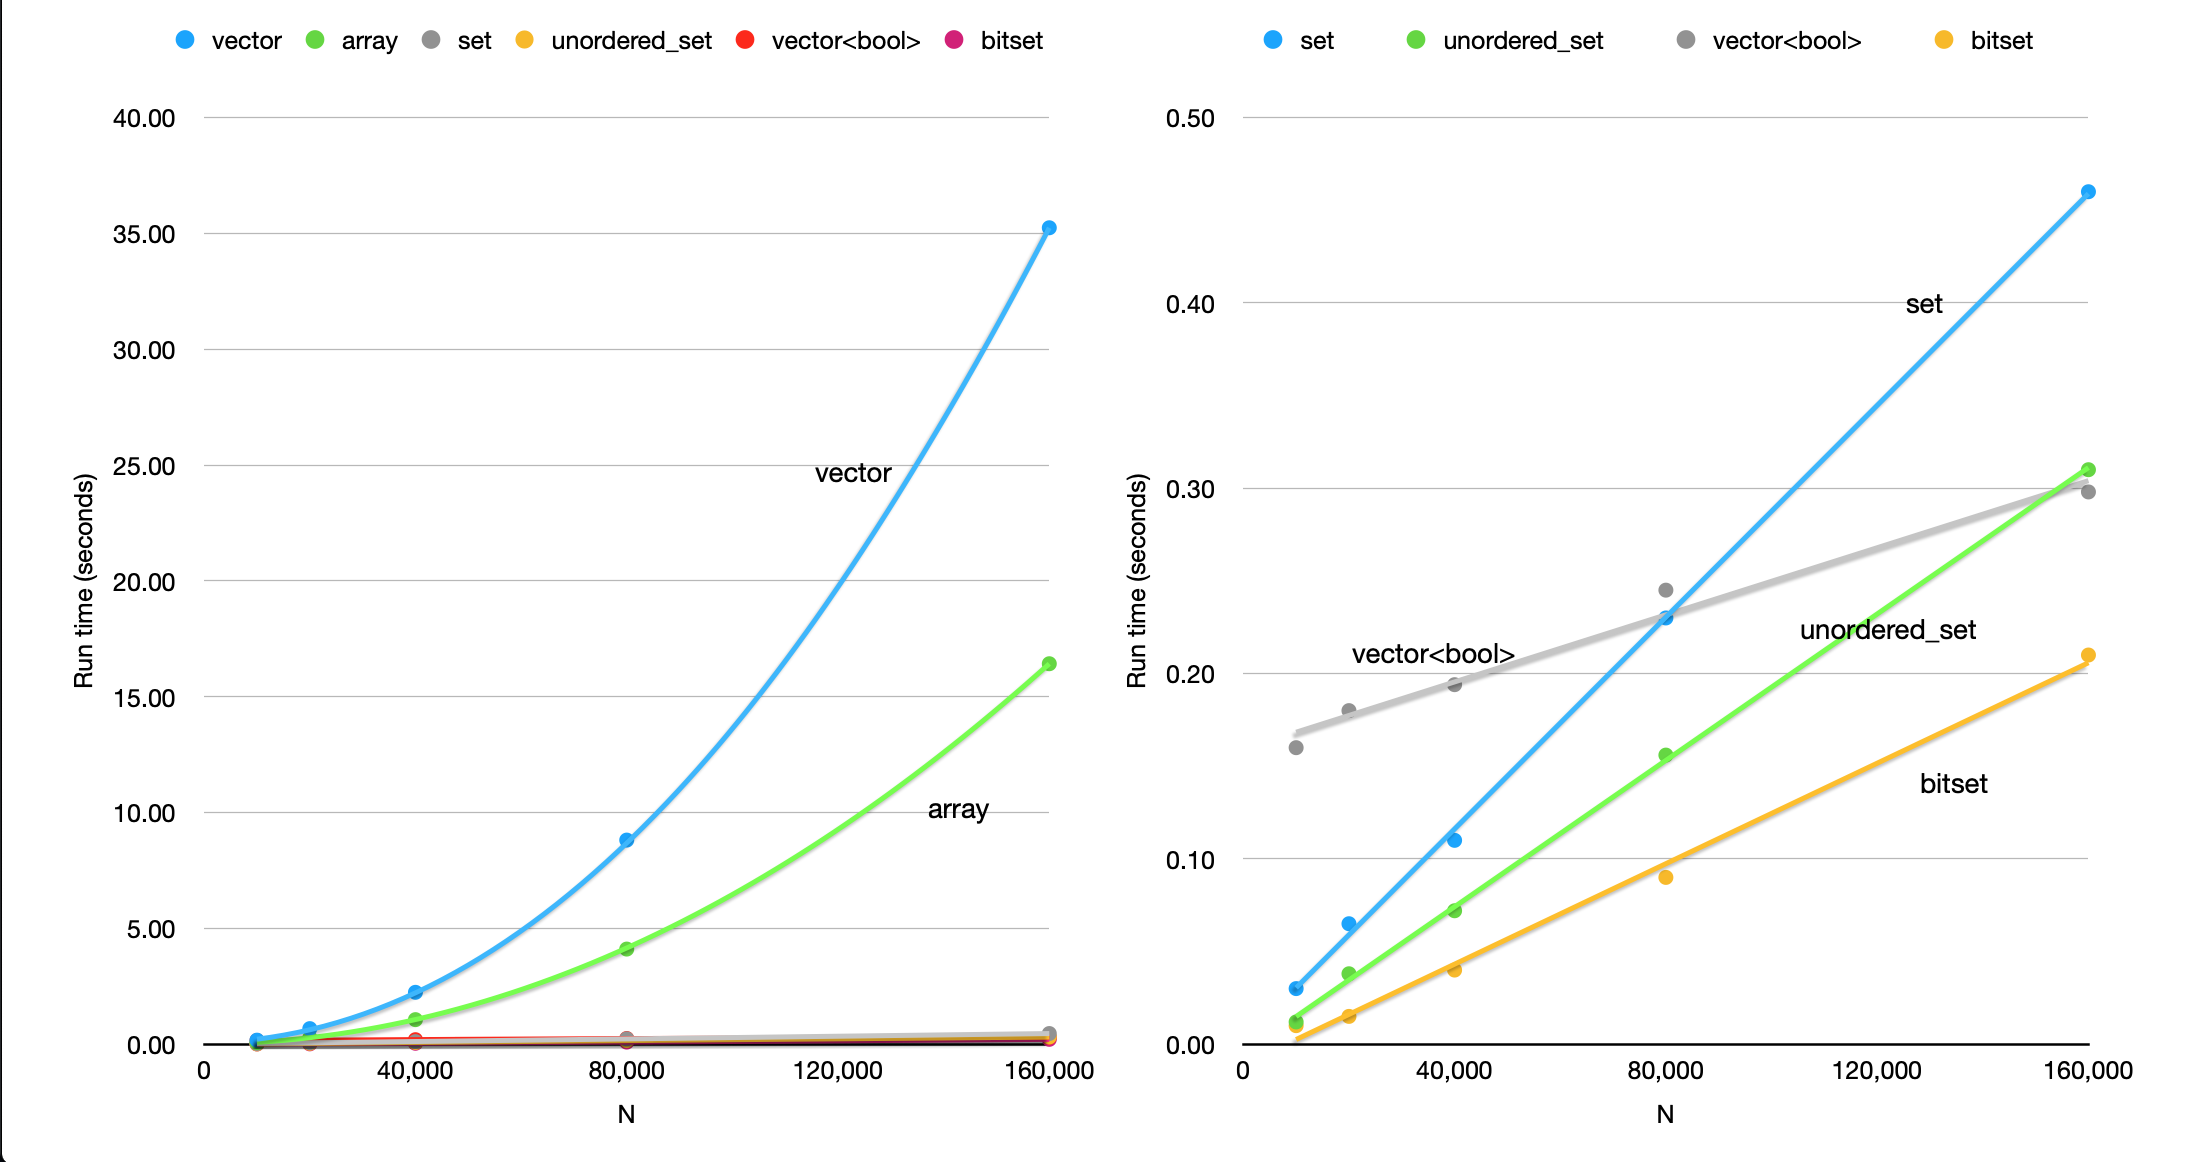 vector array set unordered_set vector<bool> bitset
40.00
35.00
30.00
25.00
20.00
15.00
10.00
5.00
0.00
Run time (seconds)
vector
array
0 40,000 80,000 120,000 160,000
N
set unordered_set vector<bool> bitset
0.50
0.40
0.30
0.20
0.10
0.00
Run time (seconds)
set
vector<bool>
unordered_set
bitset
0 40,000 80,000 120,000 160,000
N